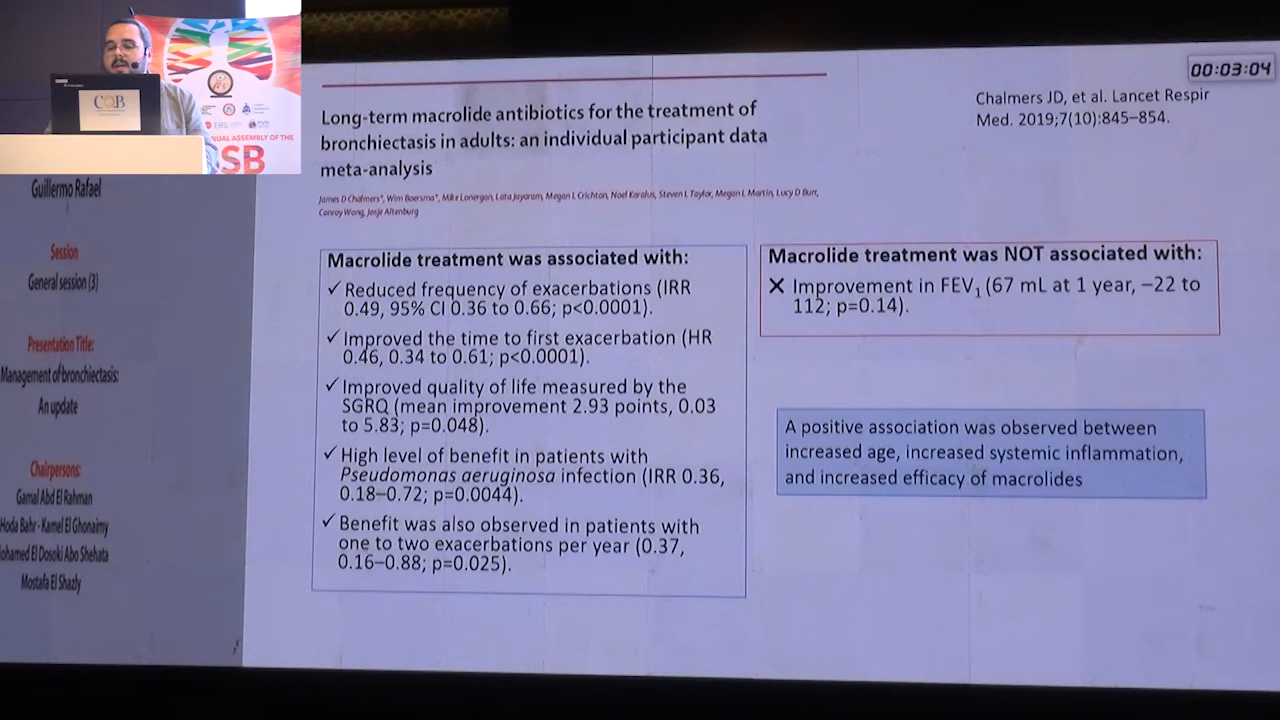 00:03:04
Chalmers JD, et al. Lancet Respir
Med. 2019;7(10):845–854.
Long-term macrolide antibiotics for the treatment of
bronchiectasis in adults: an individual participant data
meta-analysis
James D Chalmers*, Wim Boersma*, Mike Lonergan, Lata Jayaram, Megan L Crichton, Noel Karalus, Steven L Taylor, Megan L Martin, Lucy D Burr,
Conroy Wong, Josje Altenburg
Macrolide treatment was associated with:
✓ Reduced frequency of exacerbations (IRR
0.49, 95% CI 0.36 to 0.66; p<0.0001).
✓ Improved the time to first exacerbation (HR
0.46, 0.34 to 0.61; p<0.0001).
✓ Improved quality of life measured by the
SGRQ (mean improvement 2.93 points, 0.03
to 5.83; p=0.048).
✓ High level of benefit in patients with
Pseudomonas aeruginosa infection (IRR 0.36,
0.18–0.72; p=0.0044).
✓ Benefit was also observed in patients with
one to two exacerbations per year (0.37,
0.16–0.88; p=0.025).
Macrolide treatment was NOT associated with:
✕ Improvement in FEV1 (67 mL at 1 year, −22 to
112; p=0.14).
A positive association was observed between
increased age, increased systemic inflammation,
and increased efficacy of macrolides
Guillermo Rafael
Session
General session (3)
Presentation Title:
Management of bronchiectasis:
An update
Chairpersons:
Gamal Abd El Rahman
Hoda Bahr - Kamel El Ghonaimy
ohamed El Dosoki Abo Shehata
Mostafa El Shazly
ERS
NUAL ASSEMBLY OF THE
SB